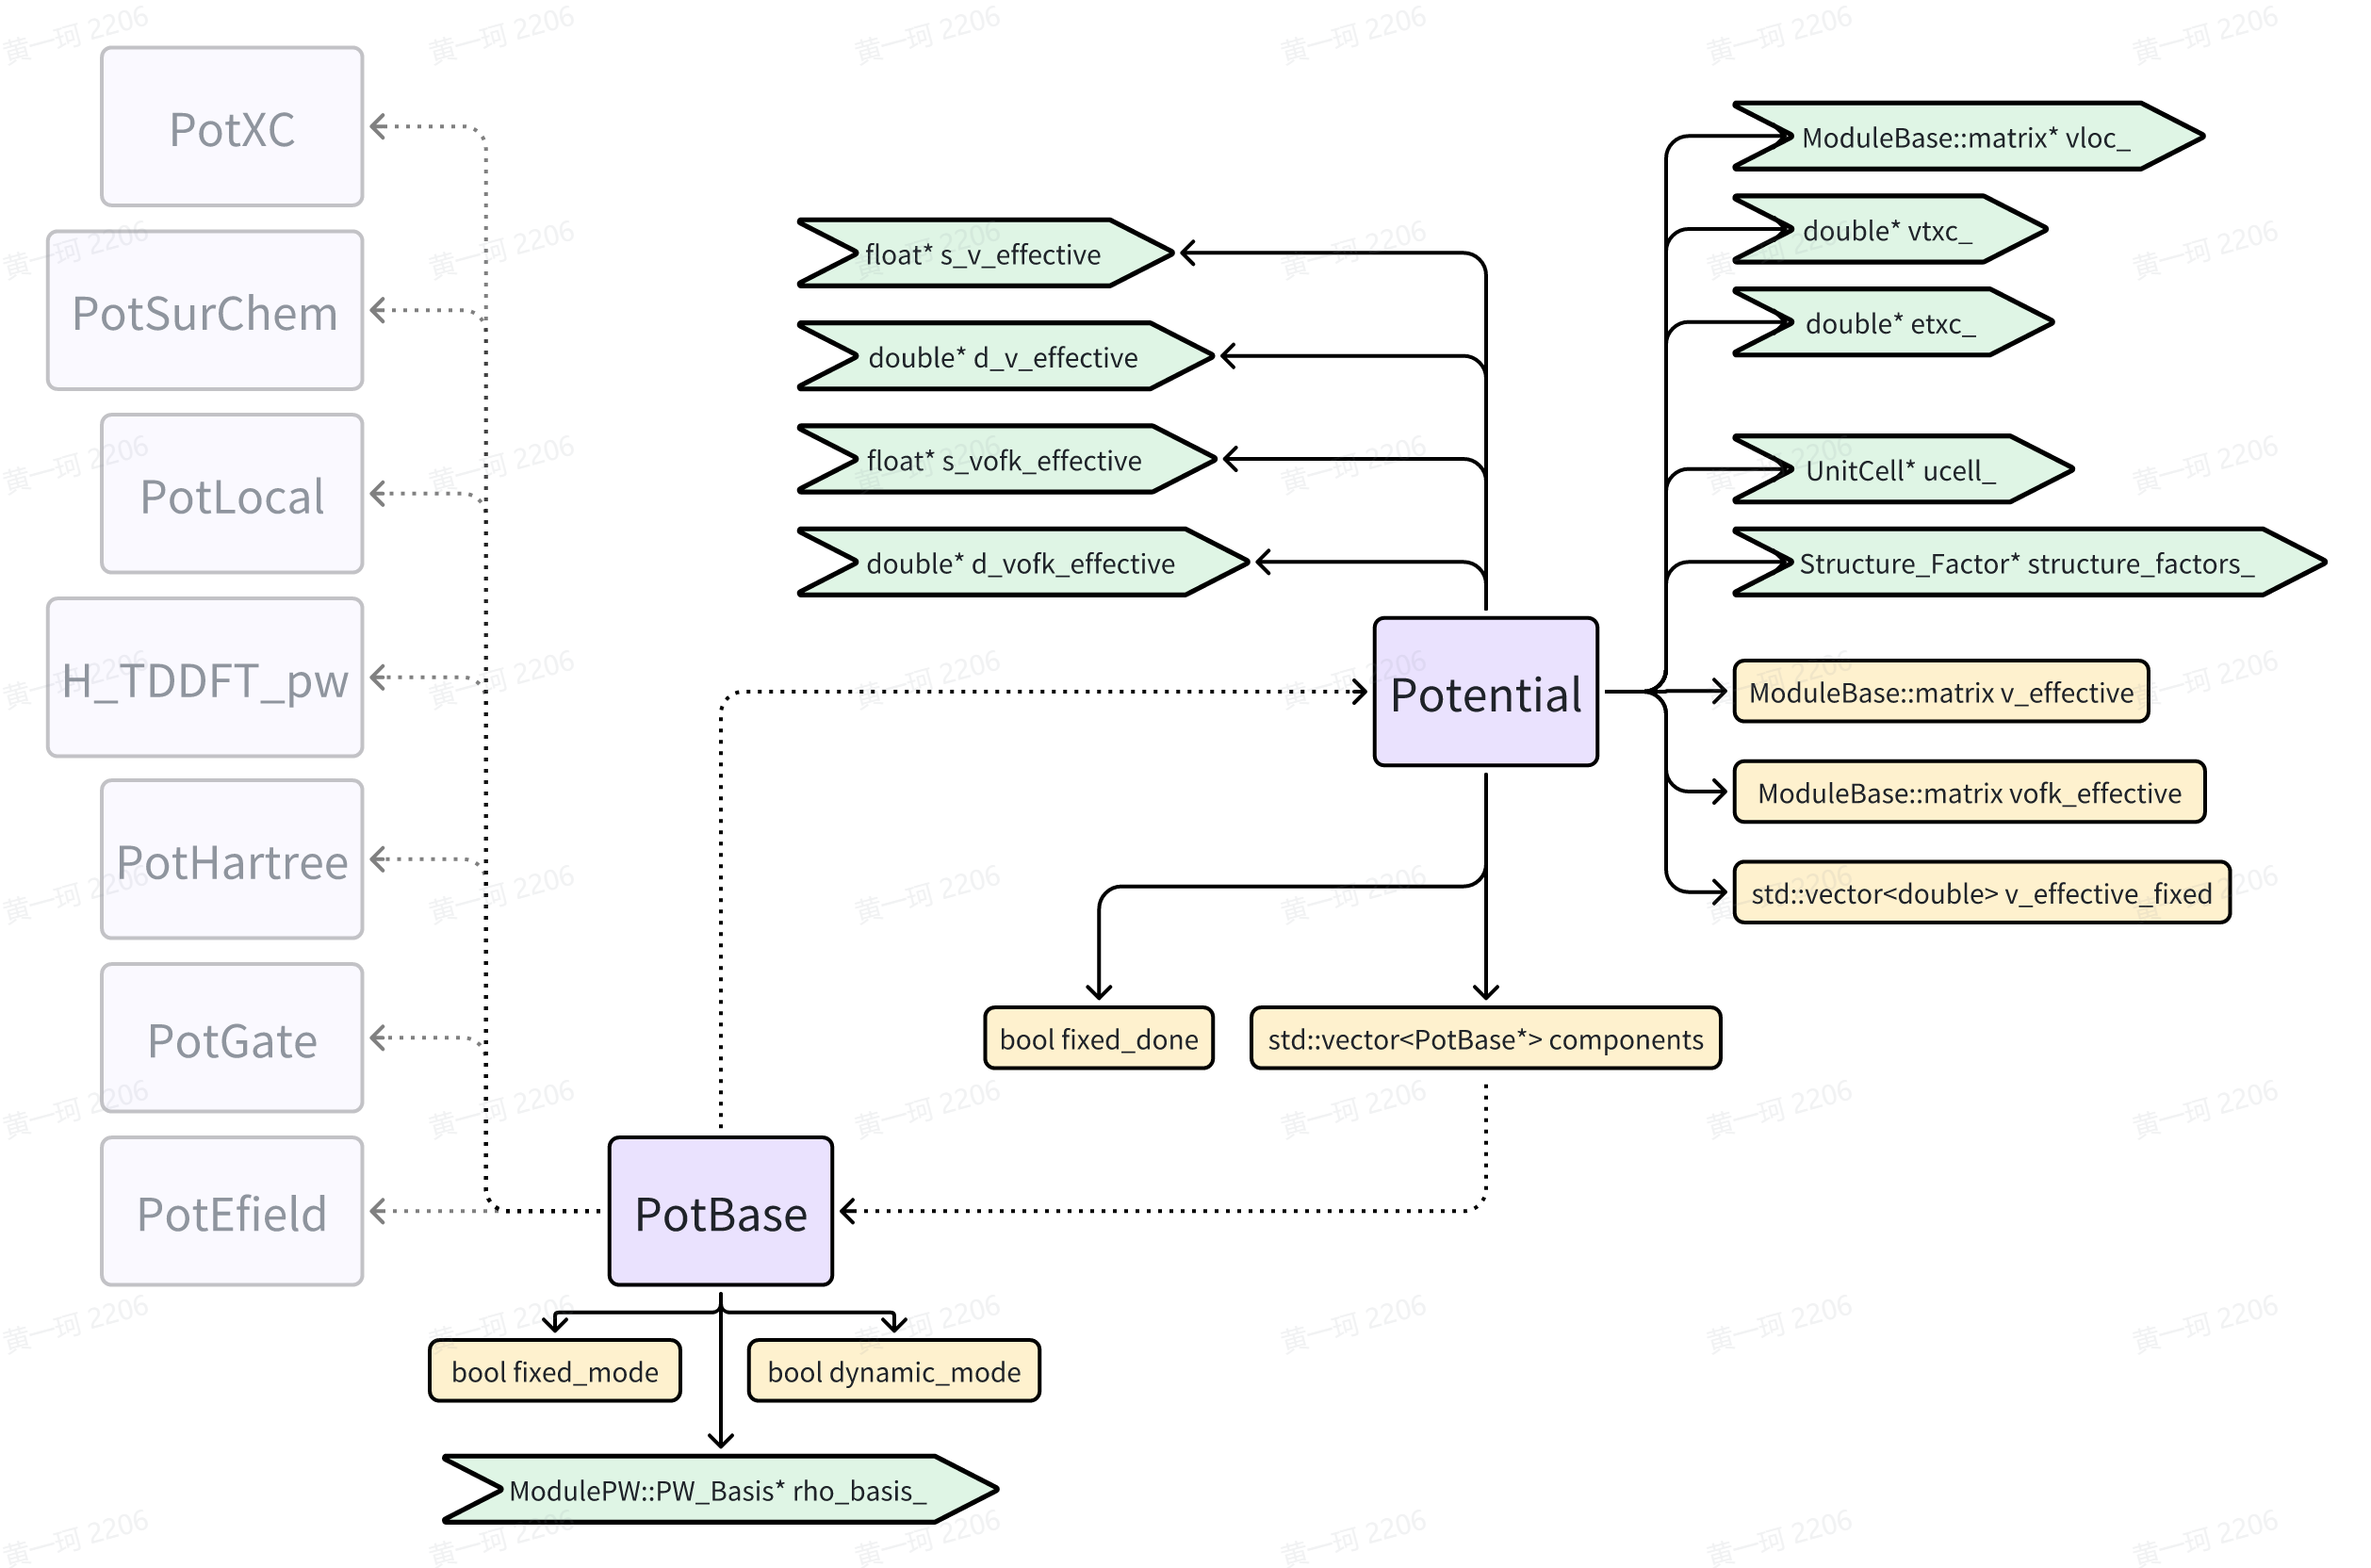 PotXC
PotSurChem
PotLocal
H_TDDFT_pw
PotHartree
PotGate
PotEfield
float* s_v_effective
double* d_v_effective
float* s_vofk_effective
double* d_vofk_effective
ModuleBase::matrix* vloc_
double* vtxc_
double* etxc_
UnitCell* ucell_
Structure_Factor* structure_factors_
Potential
ModuleBase::matrix v_effective
ModuleBase::matrix vofk_effective
std::vector<double> v_effective_fixed
bool fixed_done
std::vector<PotBase*> components
PotBase
bool fixed_mode
bool dynamic_mode
ModulePW::PW_Basis* rho_basis_
黄一珂 2206